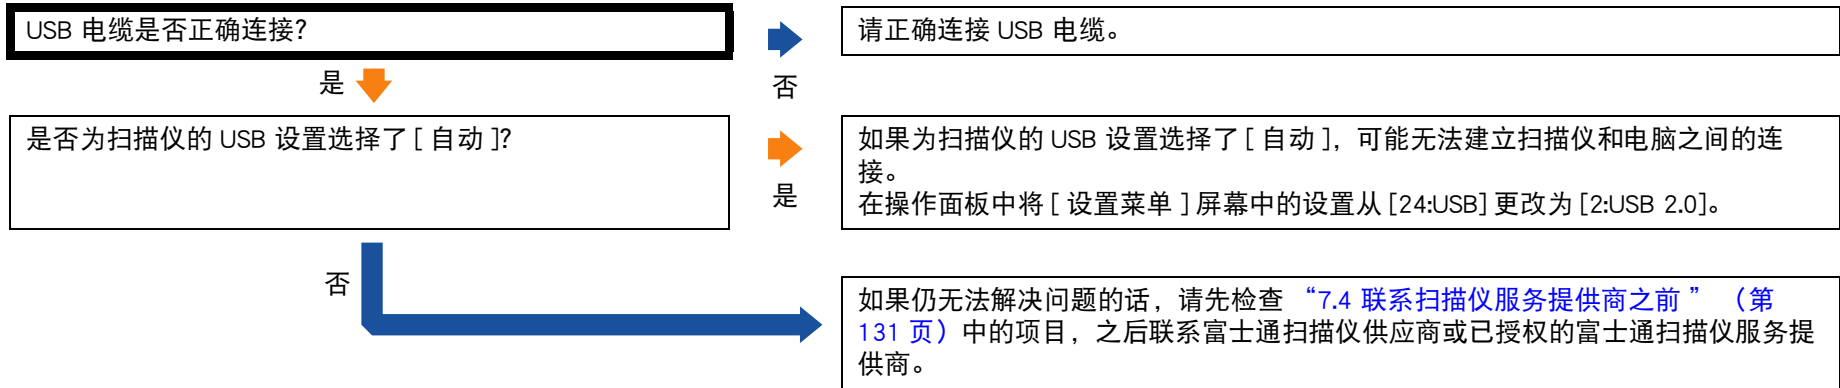 USB 电缆是否正确连接?
请正确连接 USB 电缆。
是
否
是否为扫描仪的 USB 设置选择了 [ 自动 ]?
是
如果为扫描仪的 USB 设置选择了 [ 自动 ]，可能无法建立扫描仪和电脑之间的连
接。
在操作面板中将 [ 设置菜单 ] 屏幕中的设置从 [24:USB] 更改为 [2:USB 2.0]。
否
如果仍无法解决问题的话，请先检查 “7.4 联系扫描仪服务提供商之前 ” （第
131 页）中的项目，之后联系富士通扫描仪供应商或已授权的富士通扫描仪服务提
供商。